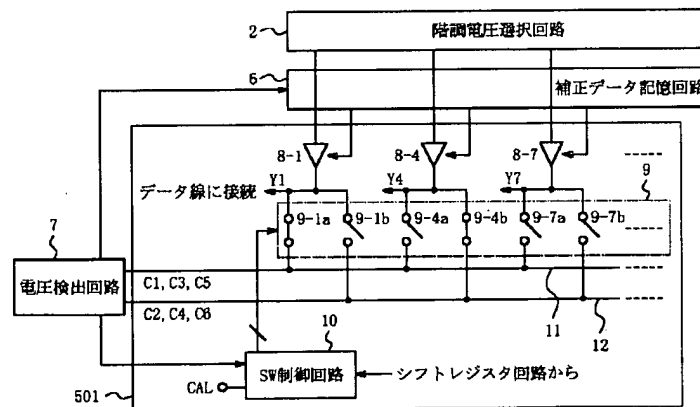 2
階調電圧選択回路
6
補正データ記憶回路
8-1
8-4
8-7
データ線に接続
Y1
Y4
Y7
9
9-1a
9-1b
9-4a
9-4b
9-7a
9-7b
7
電圧検出回路
C1, C3, C5
C2, C4, C6
11
12
10
SW制御回路
CAL
シフトレジスタ回路から
501